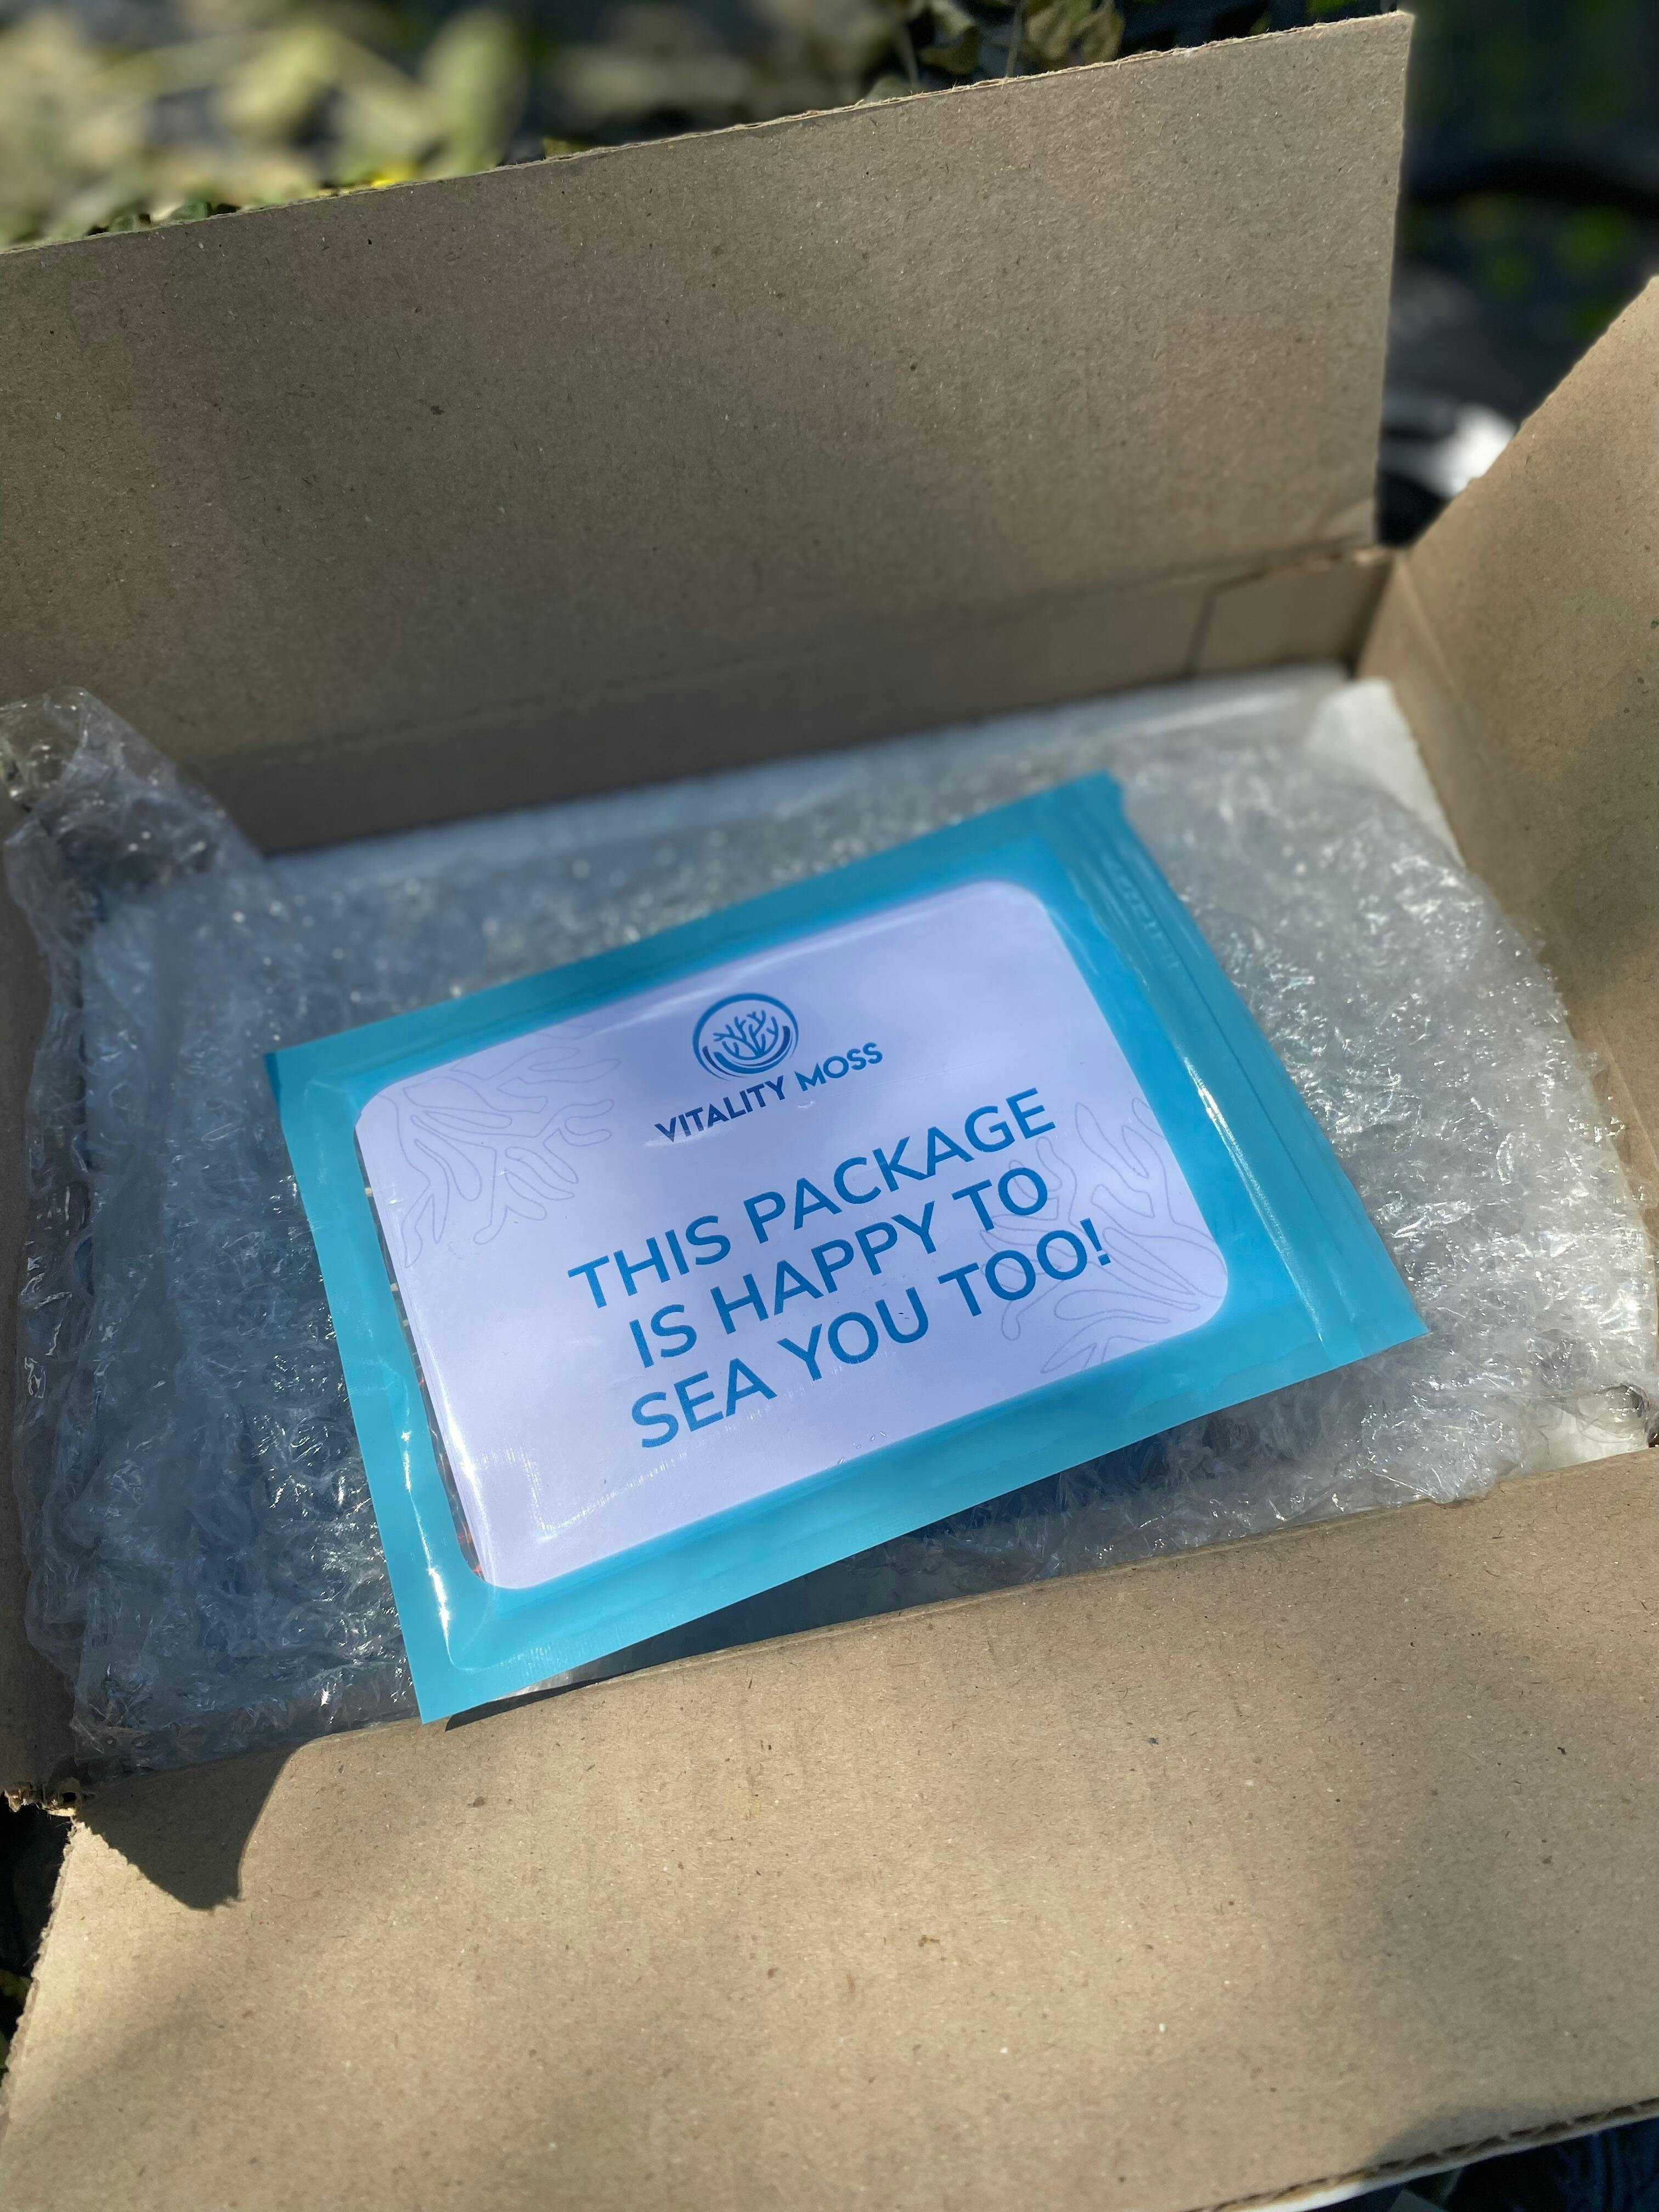 VITALITY MOSS
THIS PACKAGE
IS HAPPY TO
SEA YOU TOO!